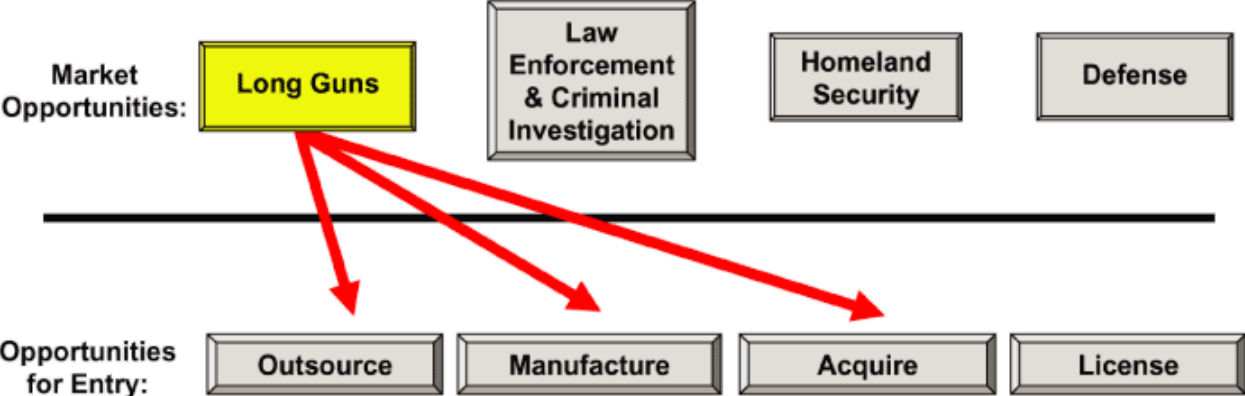 Market
Opportunities:
Long Guns
Law
Enforcement
& Criminal
Investigation
Homeland
Security
Defense
Opportunities
for Entry:
Outsource
Manufacture
Acquire
License